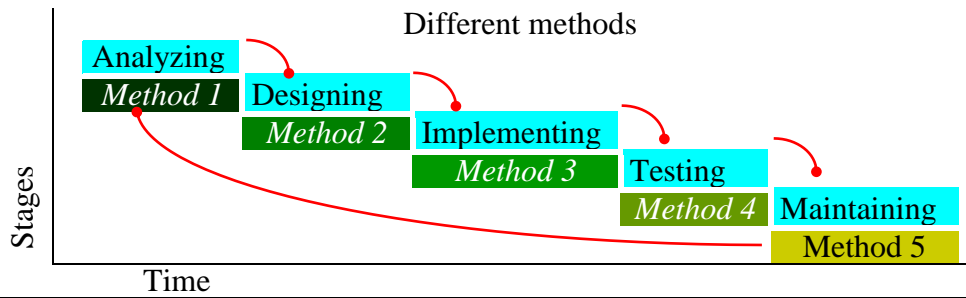 Different methods
Analyzing
Method 1
Designing
Method 2
Implementing
Method 3
Testing
Method 4
Maintaining
Method 5
Stages
Time